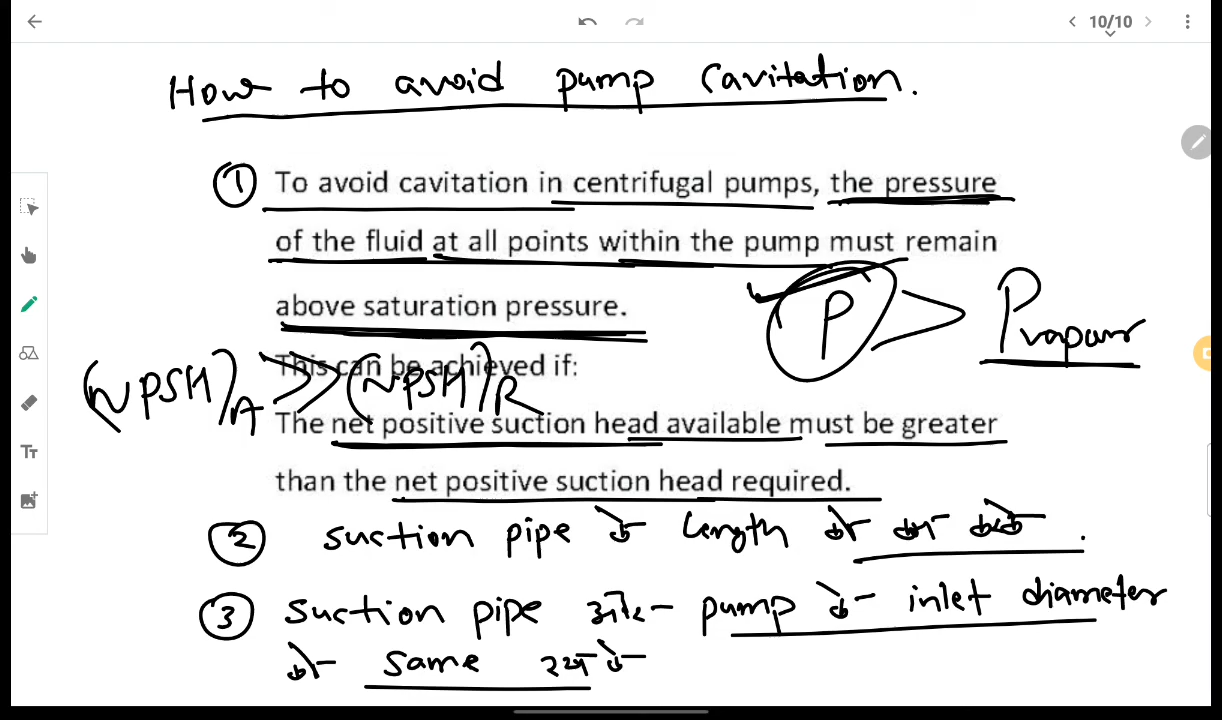 10/10
How to avoid pump cavitation.
① To avoid cavitation in centrifugal pumps, the pressure
of the fluid at all points within the pump must remain
above saturation pressure.
P > Pvapour
This can be achieved if:
(NPSH)A >> (NPSH)R
The net positive suction head available must be greater
than the net positive suction head required.
② suction pipe के length को कम
③ suction pipe और pump के inlet diameter
को same रखके
Tт